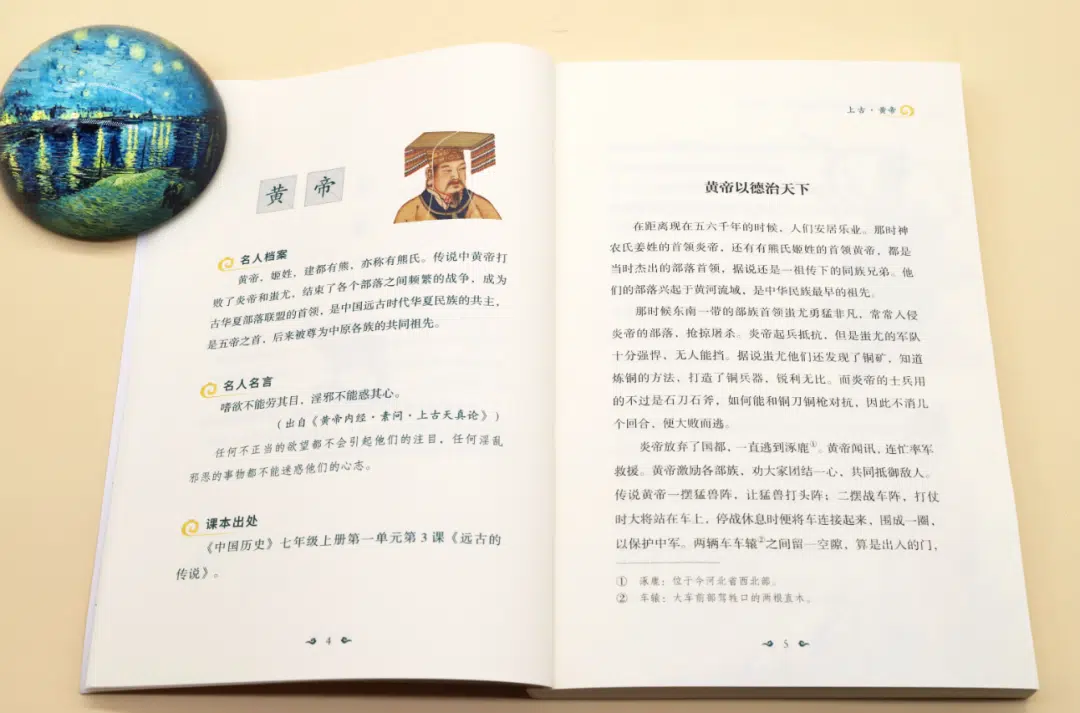 黄帝
名人档案
黄帝，姬姓，建都有熊，亦称有熊氏。传说中黄帝打
败了炎帝和蚩尤，结束了各个部落之间频繁的战争，成为
古华夏部落联盟的首领，是中国远古时代华夏民族的共主，
是五帝之首，后来被尊为中原各族的共同祖先。
名人名言
嗜欲不能劳其目，淫邪不能惑其心。
（出自《黄帝内经·素问·上古天真论》）
任何不正当的欲望都不会引起他们的注目，任何淫乱
邪恶的事物都不能迷惑他们的心志。
课本出处
《中国历史》七年级上册第一单元第3课《远古的
传说》。
4
上古·黄帝
黄帝以德治天下
在距离现在五六千年的时候，人们安居乐业。那时神
农氏姜姓的首领炎帝，还有有熊氏姬姓的首领黄帝，都是
当时杰出的部落首领，据说还是一祖传下的同族兄弟。他
们的部落兴起于黄河流域，是中华民族最早的祖先。
那时候东南一带的部族首领蚩尤勇猛非凡，常常入侵
炎帝的部落，抢掠屠杀。炎帝起兵抵抗，但是蚩尤的军队
十分强悍，无人能挡。据说蚩尤他们还发现了铜矿，知道
炼铜的方法，打造了铜兵器，锐利无比。而炎帝的士兵用
的不过是石刀石斧，如何能和铜刀铜枪对抗，因此不消几
个回合，便大败而逃。
炎帝放弃了国都，一直逃到涿鹿①。黄帝闻讯，连忙率军
救援。黄帝激励各部族，劝大家团结一心，共同抵御敌人。
传说黄帝一摆猛兽阵，让猛兽打头阵；二摆战车阵，打仗
时大将站在车上，停战休息时便将车连接起来，围成一圈，
以保护中军。两辆车车辕②之间留一空隙，算是出入的门，
① 涿鹿：位于今河北省西北部。
② 车辕：大车前部驾牲口的两根直木。
5